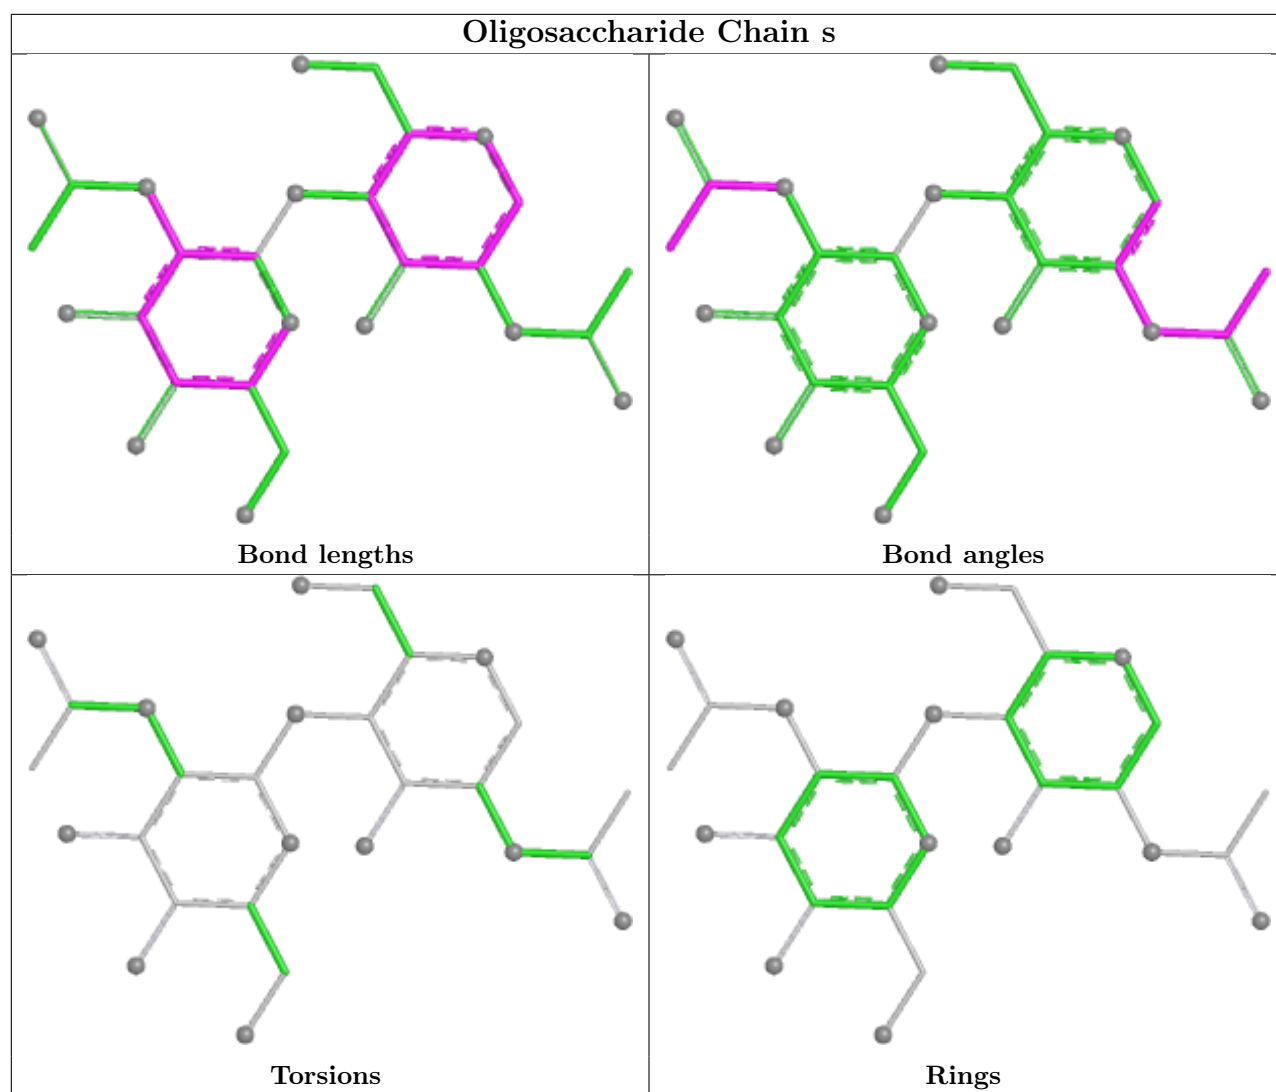 Oligosaccharide Chain s
Bond lengths
Bond angles
Torsions
Rings